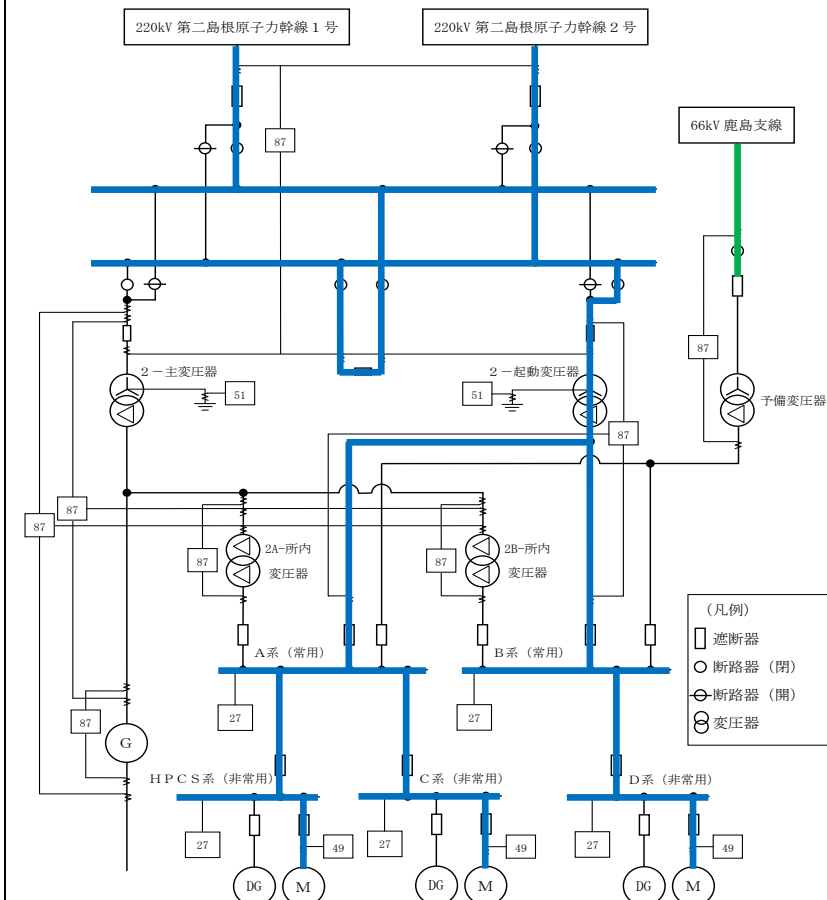 220kV 第二島根原子力幹線１号
220kV 第二島根原子力幹線２号
66kV 鹿島支線
87
87
２－主変圧器
51
２－起動変圧器
51
予備変圧器
87
87
87
87
2A-所内
変圧器
87
2B-所内
変圧器
(凡例)
遮断器
断路器（閉）
断路器（開）
変圧器
A系（常用）
B系（常用）
27
27
87
G
HPCS系（非常用）
C系（非常用）
D系（非常用）
27
49
27
49
27
49
DG
M
DG
M
DG
M